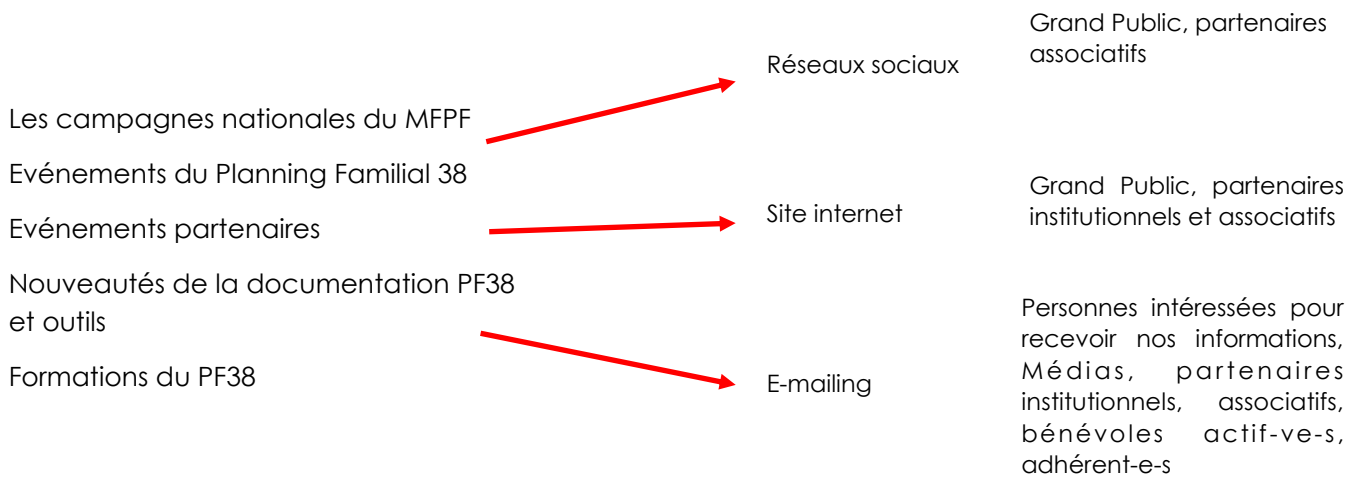 Les campagnes nationales du MFPF
Evénements du Planning Familial 38
Evénements partenaires
Nouveautés de la documentation PF38
et outils
Formations du PF38
Réseaux sociaux
Site internet
E-mailing
Grand Public, partenaires
associatifs
Grand Public, partenaires
institutionnels et associatifs
Personnes intéressées pour
recevoir nos informations,
Médias, partenaires
institutionnels, associatifs,
bénévoles actif-ve-s,
adhérent-e-s